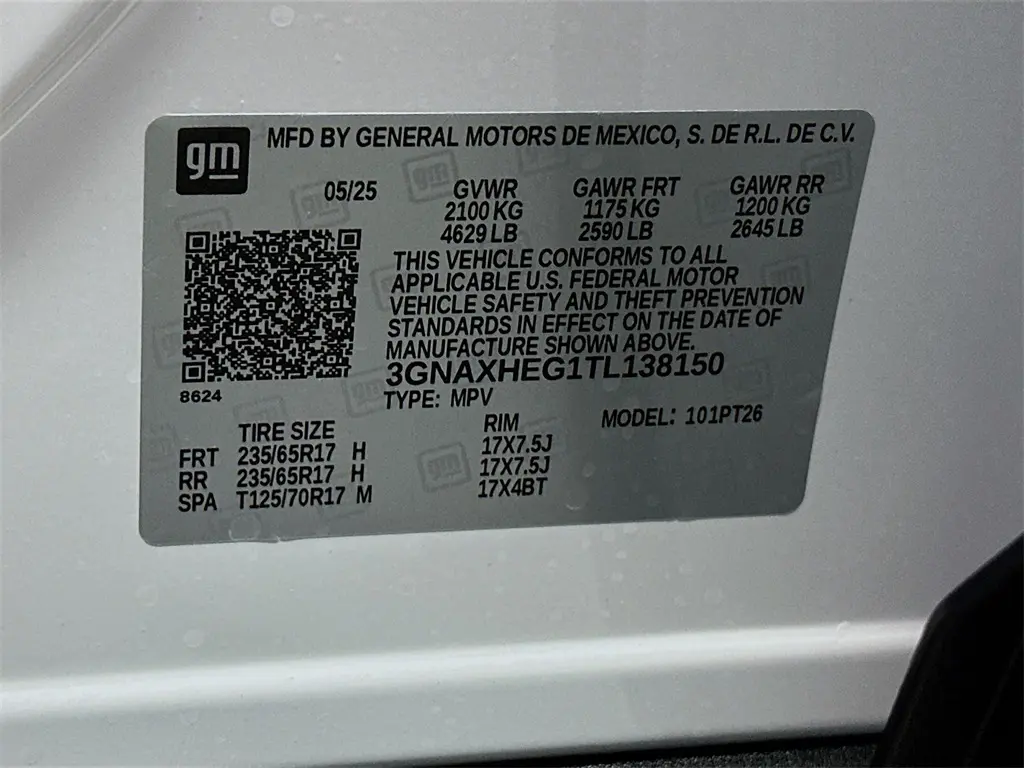 gm MFD BY GENERAL MOTORS DE MEXICO, S. DE R.L. DE C.V.
05/25 GVWR GAWR FRT GAWR RR
2100 KG 1175 KG 1200 KG
4629 LB 2590 LB 2645 LB
THIS VEHICLE CONFORMS TO ALL
APPLICABLE U.S. FEDERAL MOTOR
VEHICLE SAFETY AND THEFT PREVENTION
STANDARDS IN EFFECT ON THE DATE OF
MANUFACTURE SHOWN ABOVE.
3GNAXHEG1TL138150
8624 TYPE: MPV
TIRE SIZE RIM MODEL: 101PT26
FRT 235/65R17 H 17X7.5J
RR 235/65R17 H 17X7.5J
SPA T125/70R17 M 17X4BT